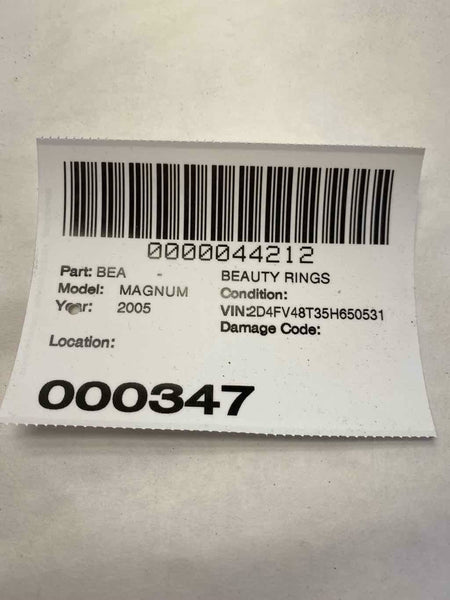 0000044212
Part: BEA - BEAUTY RINGS
Model: MAGNUM Condition:
Year: 2005 VIN:2D4FV48T35H650531
Damage Code:
Location:
000347